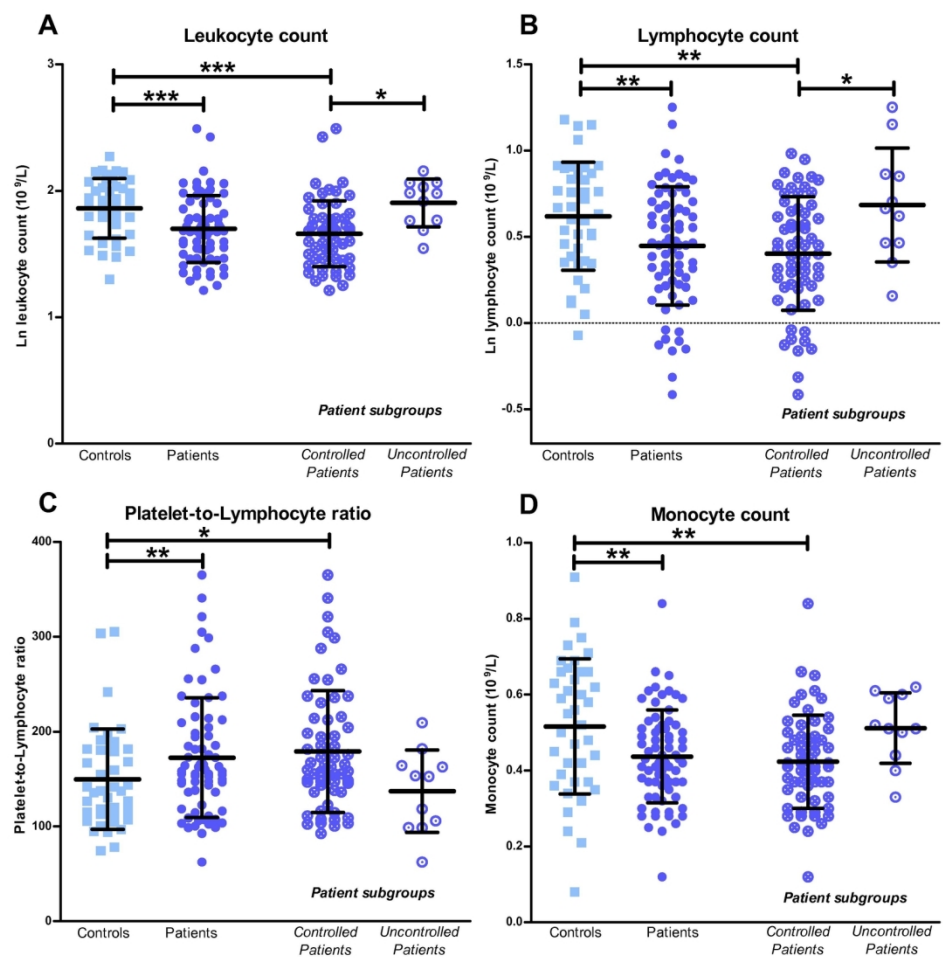 A
Leukocyte count
3
2
1
0
Ln leukocyte count (10 9/L)
***
***
*
Patient subgroups
Controls
Patients
Controlled
Patients
Uncontrolled
Patients
B
Lymphocyte count
1.5
1.0
0.5
0.0
-0.5
Ln lymphocyte count (10 9/L)
**
**
*
Patient subgroups
Controls
Patients
Controlled
Patients
Uncontrolled
Patients
C
Platelet-to-Lymphocyte ratio
400
300
200
100
0
Platelet-to-Lymphocyte ratio
*
**
Patient subgroups
Controls
Patients
Controlled
Patients
Uncontrolled
Patients
D
Monocyte count
1.0
0.8
0.6
0.4
0.2
0.0
Monocyte count (10 9/L)
**
**
Patient subgroups
Controls
Patients
Controlled
Patients
Uncontrolled
Patients